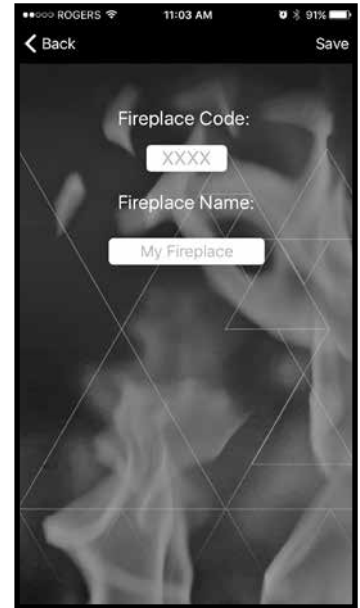 ROGERS 11:03 AM 91%
Back Save
Fireplace Code:
XXXX
Fireplace Name:
My Fireplace